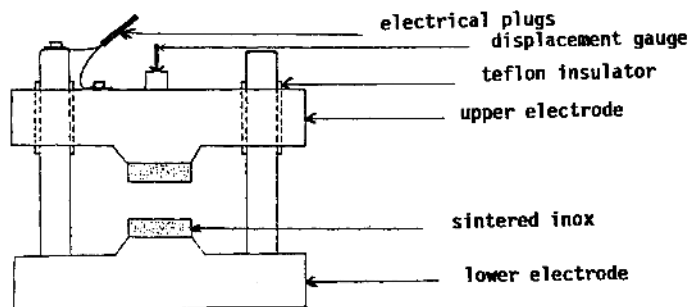 electrical plugs
displacement gauge
teflon insulator
upper electrode
sintered inox
lower electrode